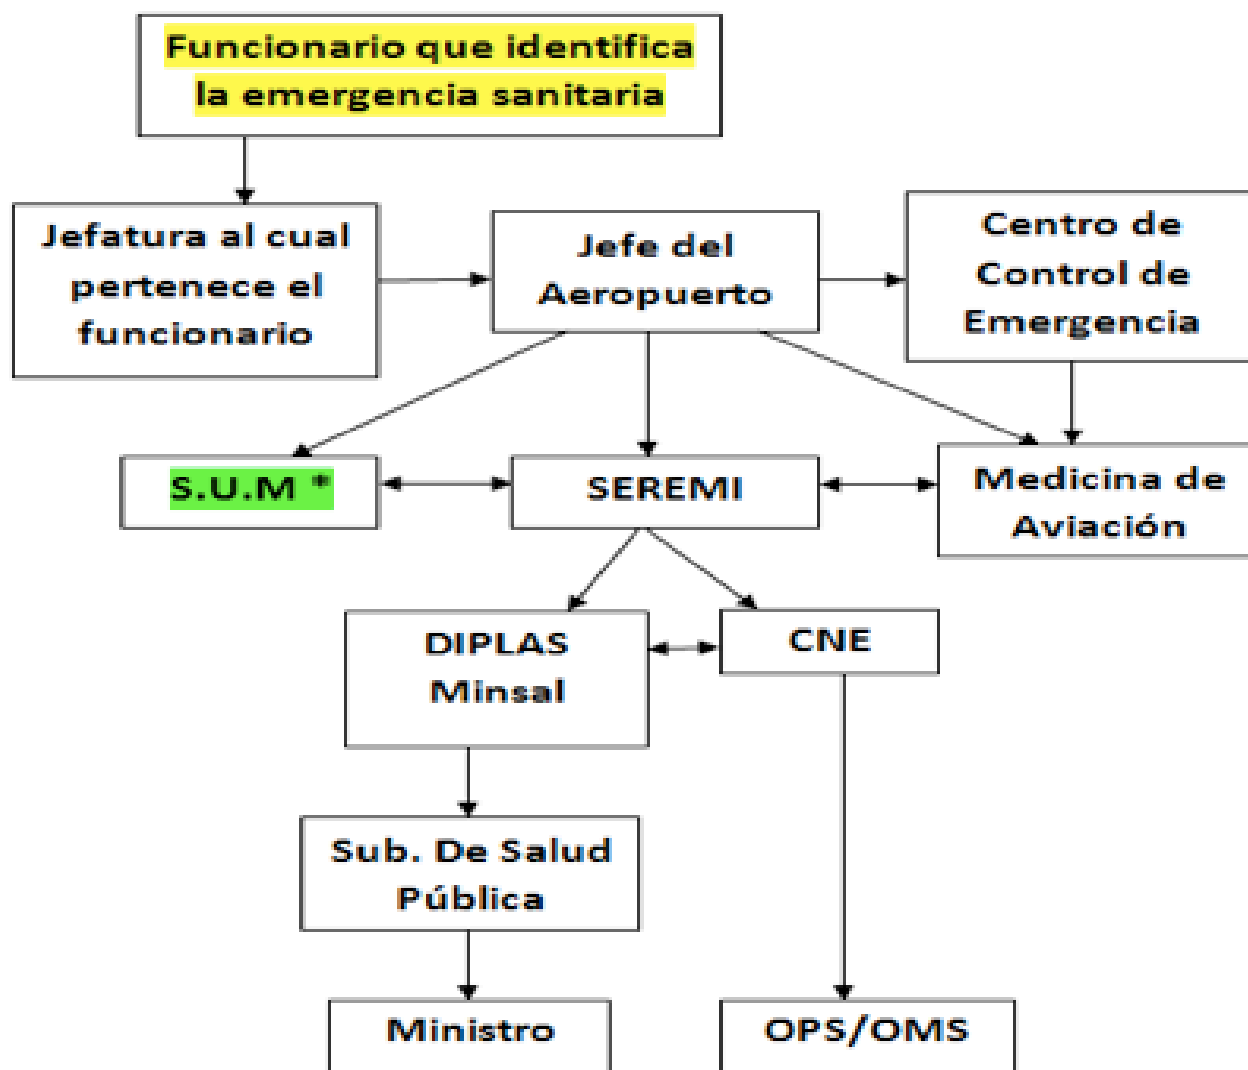 Funcionario que identifica
la emergencia sanitaria
Jefatura al cual
pertenece el
funcionario
Jefe del
Aeropuerto
Centro de
Control de
Emergencia
S.U.M *
SEREMI
Medicina de
Aviación
DIPLAS
Minsal
CNE
Sub. De Salud
Pública
Ministro
OPS/OMS